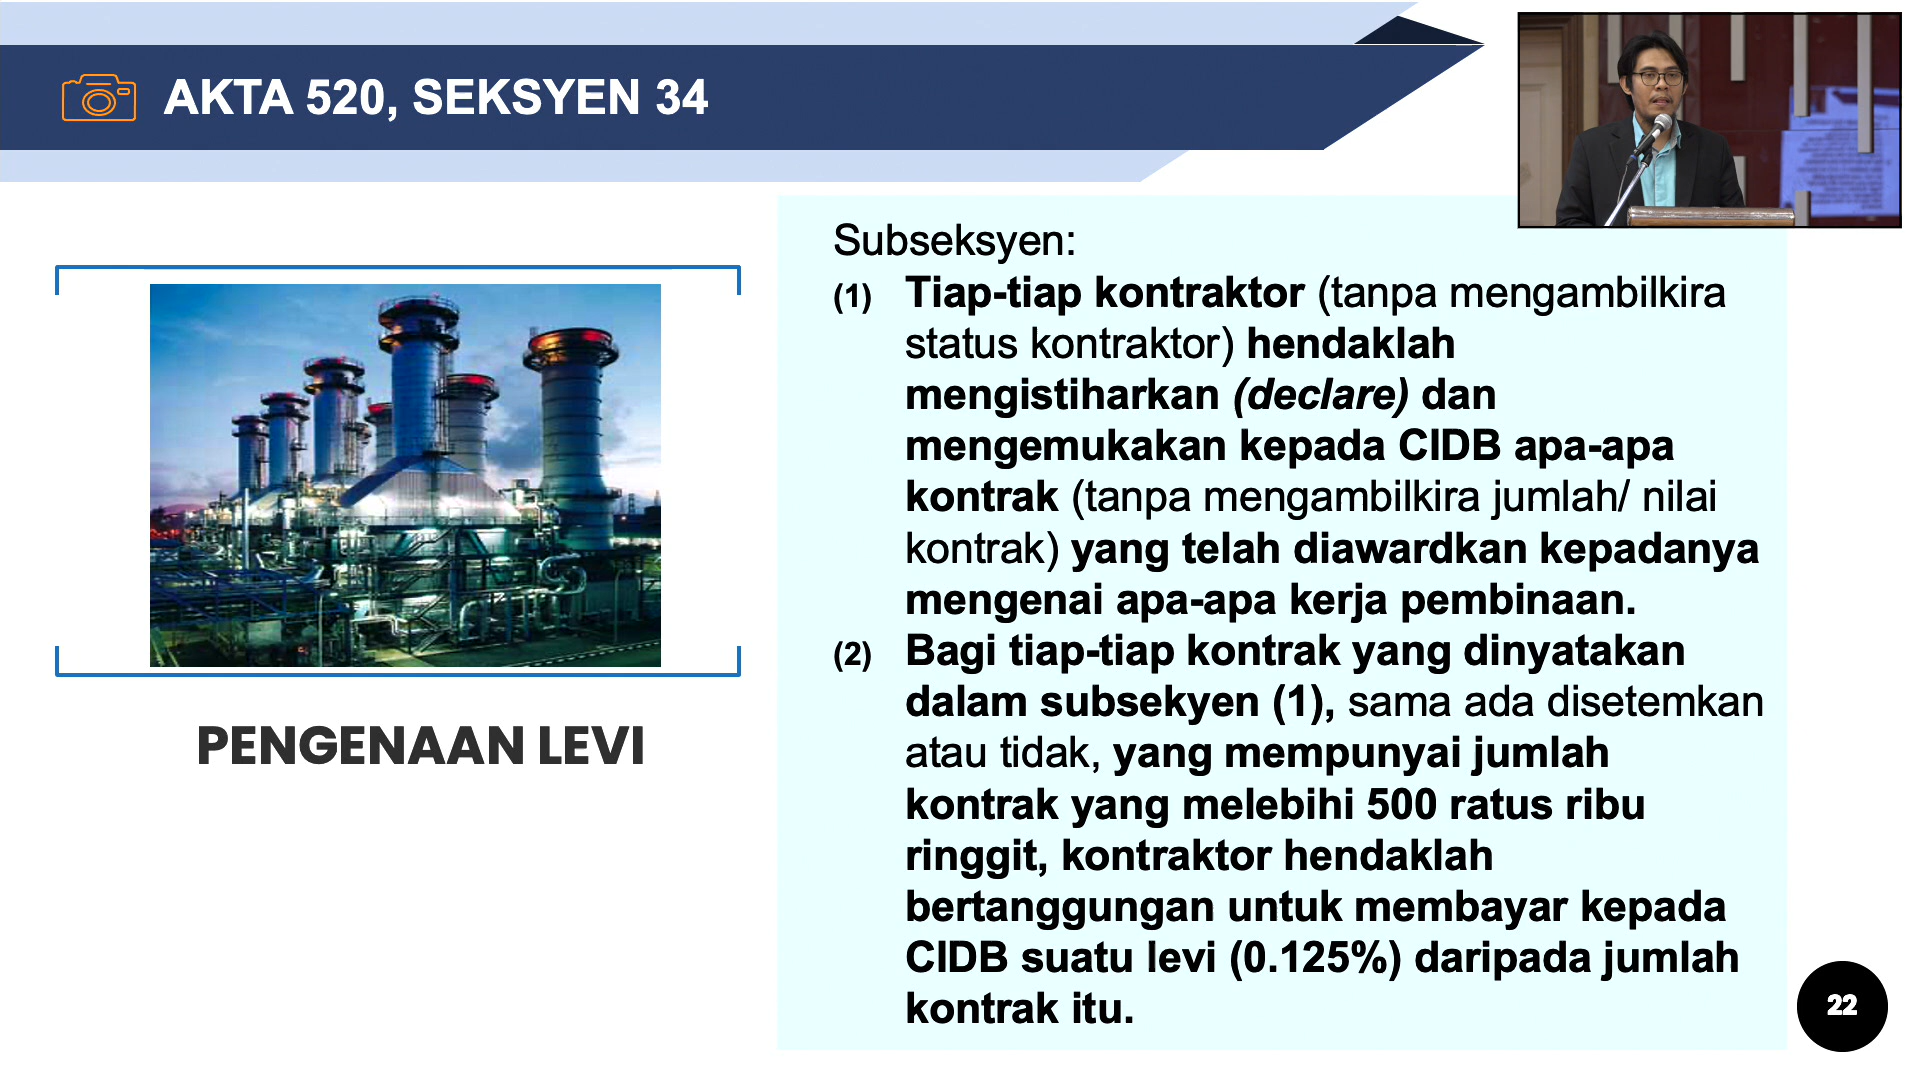 AKTA 520, SEKSYEN 34
PENGENAAN LEVI
Subseksyen:
(1) Tiap-tiap kontraktor (tanpa mengambilkira
status kontraktor) hendaklah
mengistiharkan (declare) dan
mengemukakan kepada CIDB apa-apa
kontrak (tanpa mengambilkira jumlah/ nilai
kontrak) yang telah diawardkan kepadanya
mengenai apa-apa kerja pembinaan.
(2) Bagi tiap-tiap kontrak yang dinyatakan
dalam subsekyen (1), sama ada disetemkan
atau tidak, yang mempunyai jumlah
kontrak yang melebihi 500 ratus ribu
ringgit, kontraktor hendaklah
bertanggungan untuk membayar kepada
CIDB suatu levi (0.125%) daripada jumlah
kontrak itu.
22